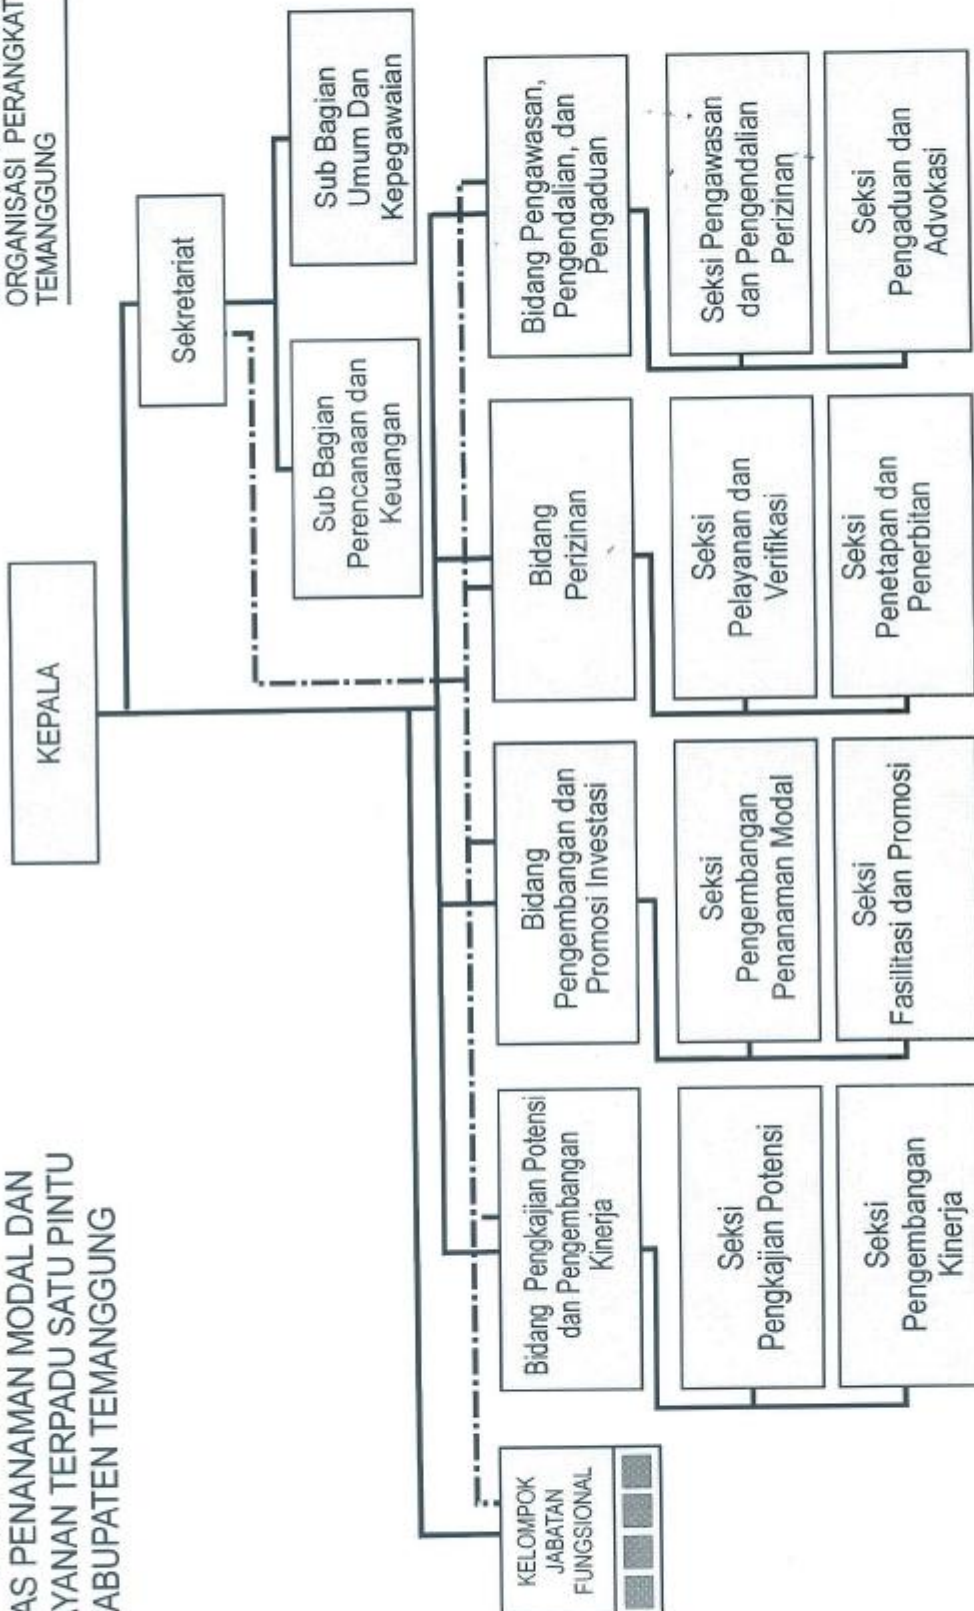 AS PENANAMAN MODAL DAN
YANAN TERPADU SATU PINTU
ABUPATEN TEMANGGUNG
ORGANISASI PERANGKAT
TEMANGGUNG
KEPALA
Sekretariat
Sub Bagian
Perencanaan dan
Keuangan
Sub Bagian
Umum Dan
Kepegawaian
KELOMPOK
JABATAN
FUNGSIONAL
Bidang Pengkajian Potensi
dan Pengembangan
Kinerja
Bidang
Pengembangan dan
Promosi Investasi
Bidang
Perizinan
Bidang Pengawasan,
Pengendalian, dan
Pengaduan
Seksi
Pengkajian Potensi
Seksi
Pengembangan
Penanaman Modal
Seksi
Pelayanan dan
Verifikasi
Seksi Pengawasan
dan Pengendalian
Perizinan
Seksi
Pengembangan
Kinerja
Seksi
Fasilitasi dan Promosi
Seksi
Penetapan dan
Penerbitan
Seksi
Pengaduan dan
Advokasi